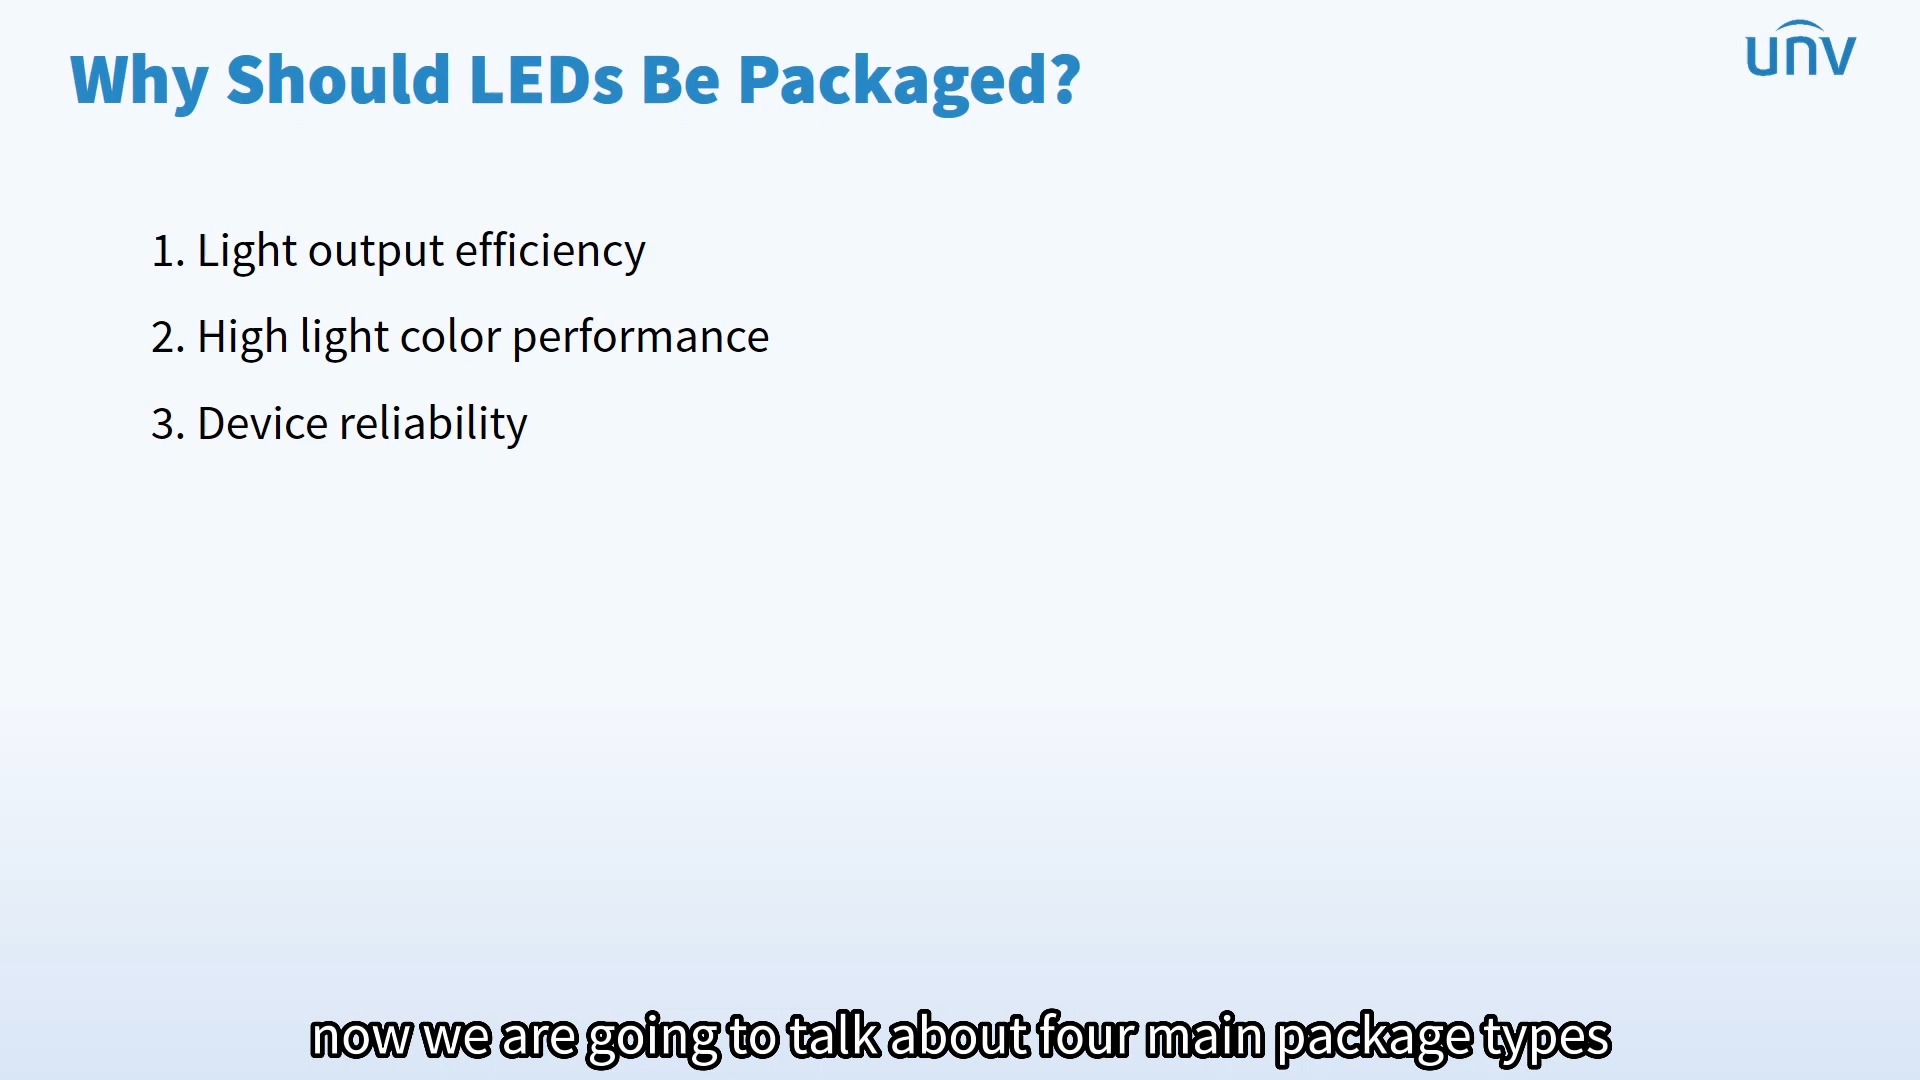 Why Should LEDs Be Packaged?
unv
1. Light output efficiency
2. High light color performance
3. Device reliability
now we are going to talk about four main package types